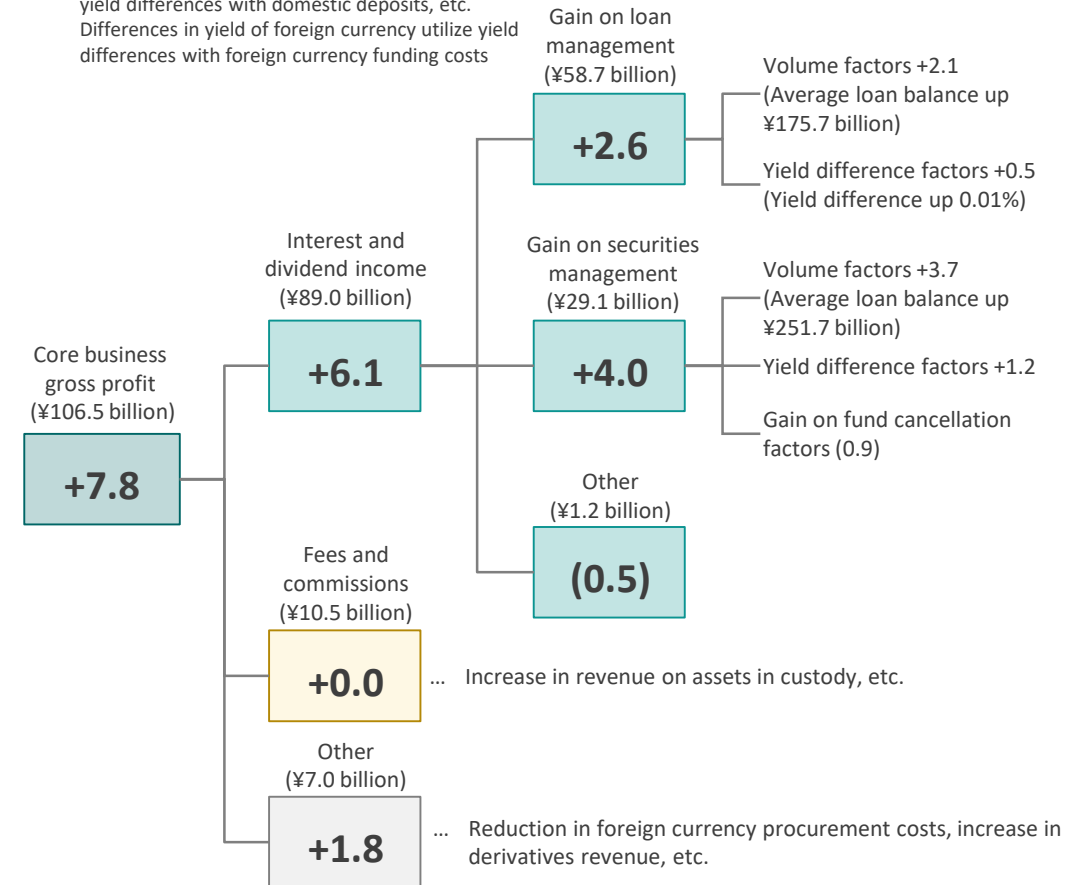 yield differences with domestic deposits, etc.
Differences in yield of foreign currency utilize yield
differences with foreign currency funding costs
Gain on loan
management
(¥58.7 billion)
+2.6
Volume factors +2.1
(Average loan balance up
¥175.7 billion)
Yield difference factors +0.5
(Yield difference up 0.01%)
Interest and
dividend income
(¥89.0 billion)
+6.1
Gain on securities
management
(¥29.1 billion)
+4.0
Volume factors +3.7
(Average loan balance up
¥251.7 billion)
Yield difference factors +1.2
Gain on fund cancellation
factors (0.9)
Core business
gross profit
(¥106.5 billion)
+7.8
Other
(¥1.2 billion)
(0.5)
Fees and
commissions
(¥10.5 billion)
+0.0
... Increase in revenue on assets in custody, etc.
Other
(¥7.0 billion)
+1.8
... Reduction in foreign currency procurement costs, increase in
derivatives revenue, etc.